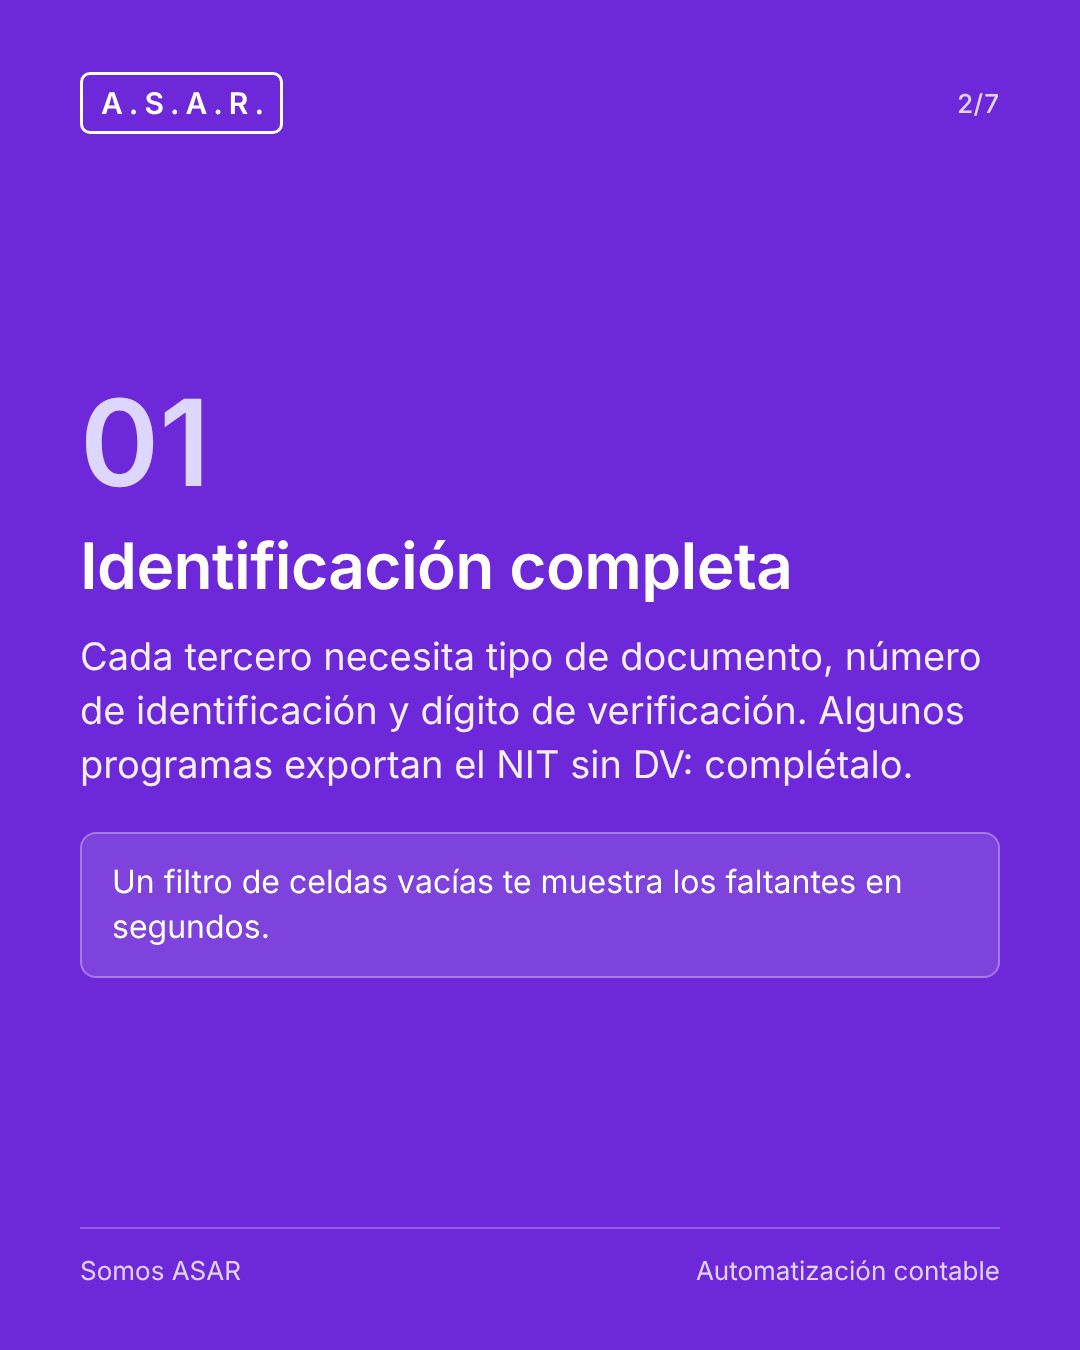 A.S.A.R.
2/7
01
Identificación completa
Cada tercero necesita tipo de documento, número
de identificación y dígito de verificación. Algunos
programas exportan el NIT sin DV: complétalo.
Un filtro de celdas vacías te muestra los faltantes en
segundos.
Somos ASAR
Automatización contable